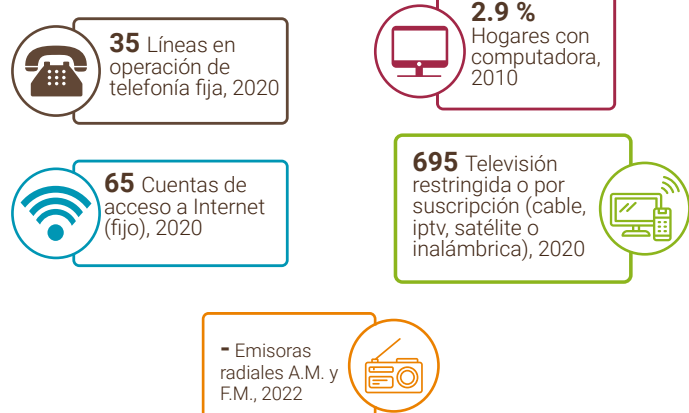 35 Líneas en
operación de
telefonía fija, 2020
2.9 %
Hogares con
computadora,
2010
65 Cuentas de
acceso a Internet
(fijo), 2020
695 Televisión
restringida o por
suscripción (cable,
iptv, satélite o
inalámbrica), 2020
- Emisoras
radiales A.M. y
F.M., 2022